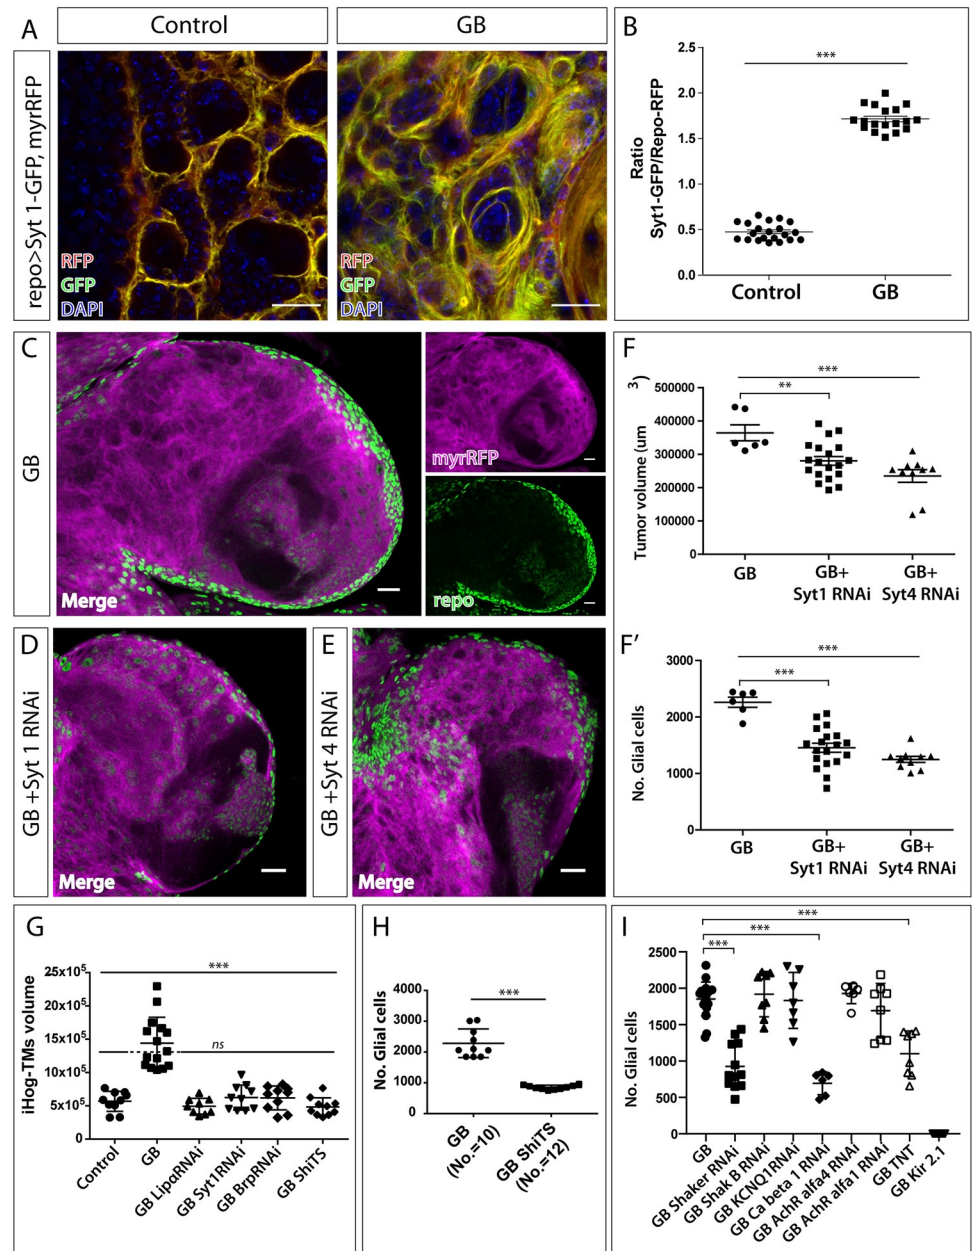 A
Control
GB
repo>Syt 1-GFP, myrRFP
RFP
GFP
DAPI
RFP
GFP
DAPI
B
Ratio
Syt1-GFP/Repo-RFP
2.5
2.0
1.5
1.0
0.5
0.0
***
Control
GB
C
GB
Merge
myrRFP
repo
D
GB +Syt 1 RNAi
Merge
E
GB +Syt 4 RNAi
Merge
F
Tumor volume (um
3)
500000
400000
300000
200000
100000
0
***
**
GB
GB+
Syt1 RNAi
GB+
Syt4 RNAi
F'
No. Glial cells
3000
2000
1000
0
***
***
GB
GB+
Syt1 RNAi
GB+
Syt4 RNAi
G
iHog-TMs volume
25x10⁵
20x10⁵
15x10⁵
10x10⁵
5x10⁵
0
***
ns
Control
GB
GB LipαRNAi
GB Syt1RNAi
GB BrpRNAi
GB ShiTS
H
No. Glial cells
4000
3000
2000
1000
0
***
GB
(No.=10)
GB ShiTS
(No.=12)
I
No. Glial cells
2500
2000
1500
1000
500
0
***
***
***
GB
GB Shaker RNAi
GB Shak B RNAi
GB KCNQ1RNAi
GB Ca beta 1 RNAi
GB AchR alfa4 RNAi
GB AchR alfa1 RNAi
GB TNT
GB Kir 2.1